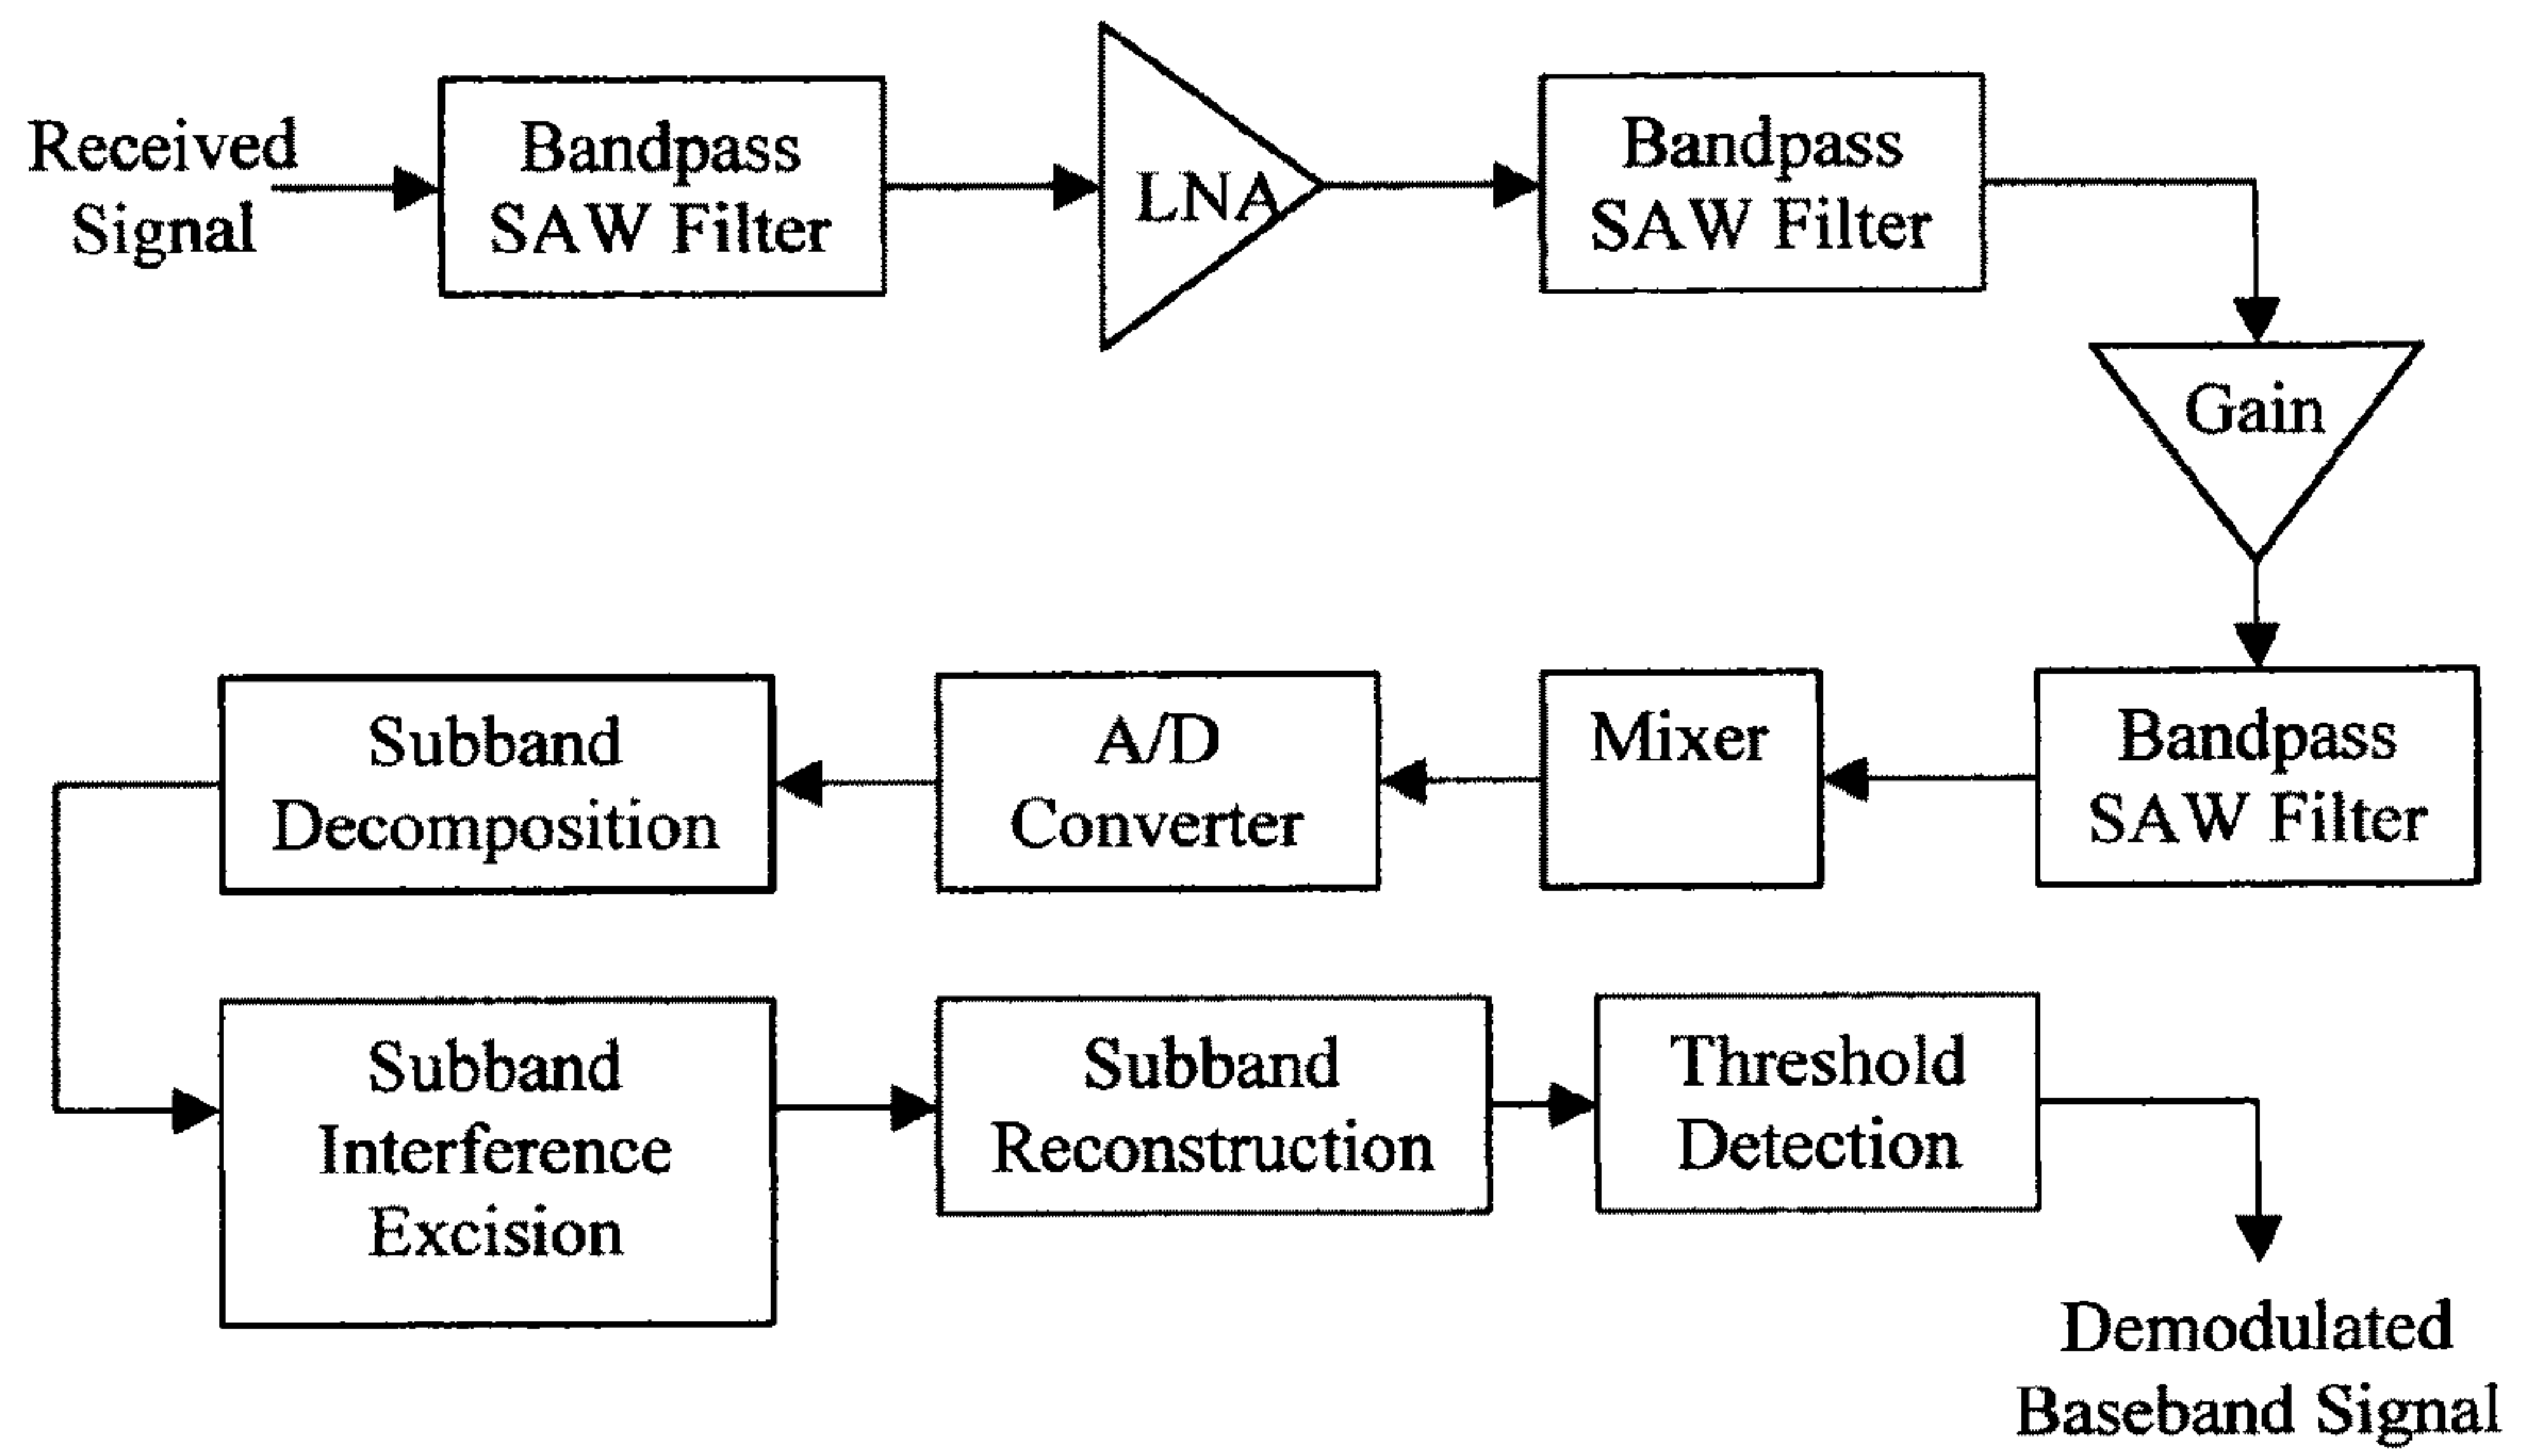 Received
Signal
Bandpass
SAW Filter
LNA
Bandpass
SAW Filter
Gain
Bandpass
SAW Filter
Mixer
A/D
Converter
Subband
Decomposition
Subband
Interference
Excision
Subband
Reconstruction
Threshold
Detection
Demodulated
Baseband Signal